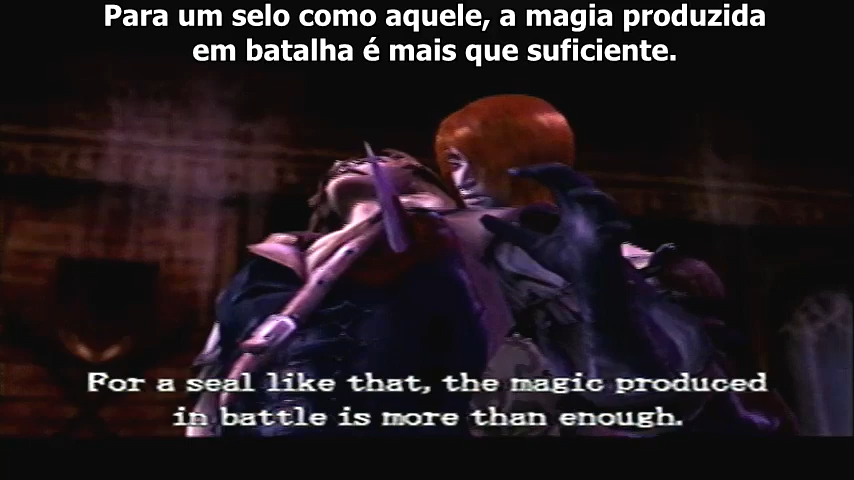 Para um selo como aquele, a magia produzida
em batalha é mais que suficiente.
For a seal like that, the magic produced
in battle is more than enough.